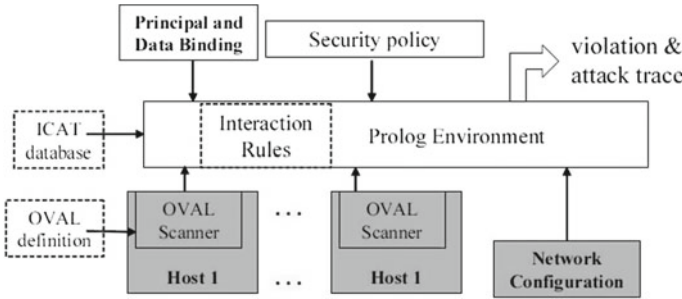 Principal and
Data Binding
Security policy
violation &
attack trace
ICAT
database
Interaction
Rules
Prolog Environment
OVAL
definition
OVAL
Scanner
Host 1
...
...
OVAL
Scanner
Host 1
Network
Configuration